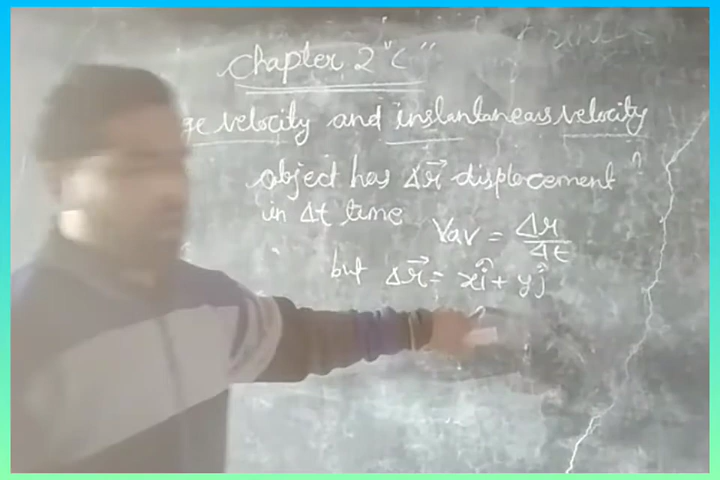 Chapter 2 "C"
ge velocity and instantaneous velocity
object has Δr⃗ displacement
in Δt time
Vav = Δr/Δt
but Δr⃗ = xî + yĵ